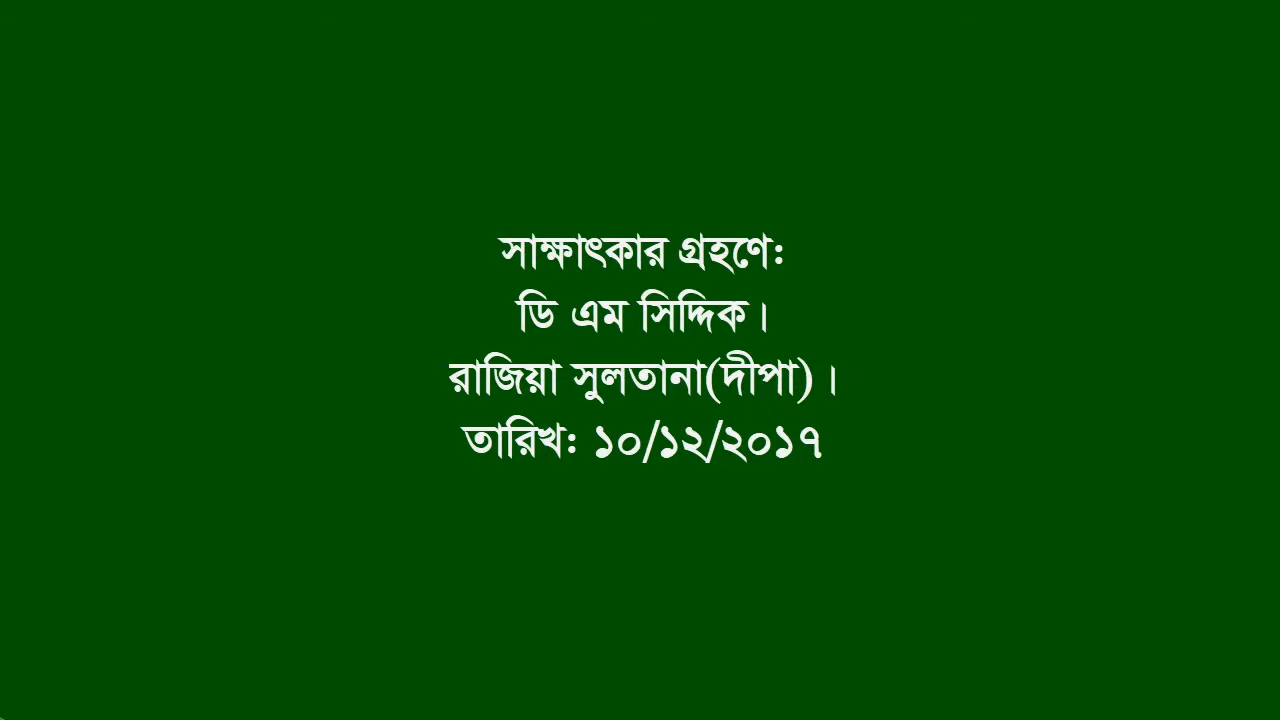 সাক্ষাৎকার গ্রহণে:
ডি এম সিদ্দিক।
রাজিয়া সুলতানা(দীপা)।
তারিখ: ১০/১২/২০১৭